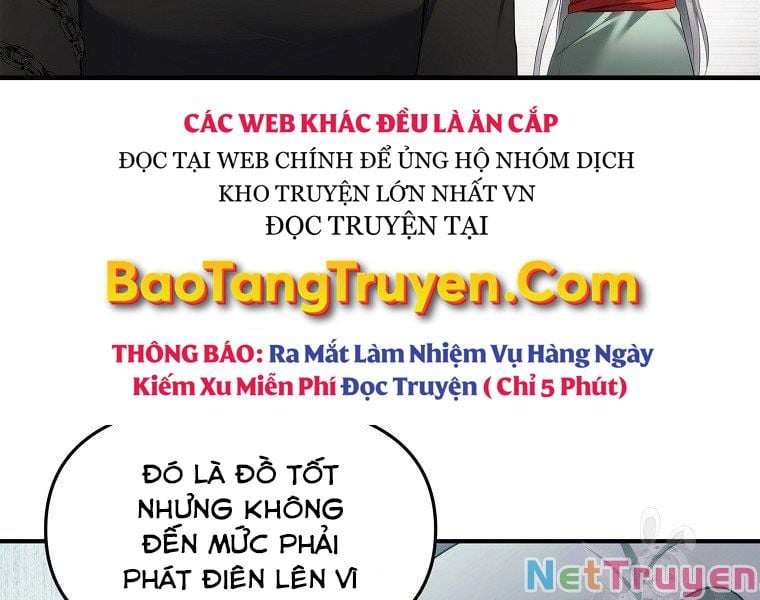 CÁC WEB KHÁC ĐỀU LÀ ĂN CẮP
ĐỌC TẠI WEB CHÍNH ĐỂ ỦNG HỘ NHÓM DỊCH
KHO TRUYỆN LỚN NHẤT VN
ĐỌC TRUYỆN TẠI
BaoTangTruyen.Com
THÔNG BÁO: Ra Mắt Làm Nhiệm Vụ Hàng Ngày
Kiếm Xu Miễn Phí Đọc Truyện ( Chỉ 5 Phút)
ĐÓ LÀ ĐỒ TỐT
NHƯNG KHÔNG
ĐẾN MỨC PHẢI
PHÁT ĐIÊN LÊN VÌ
NetTruyen